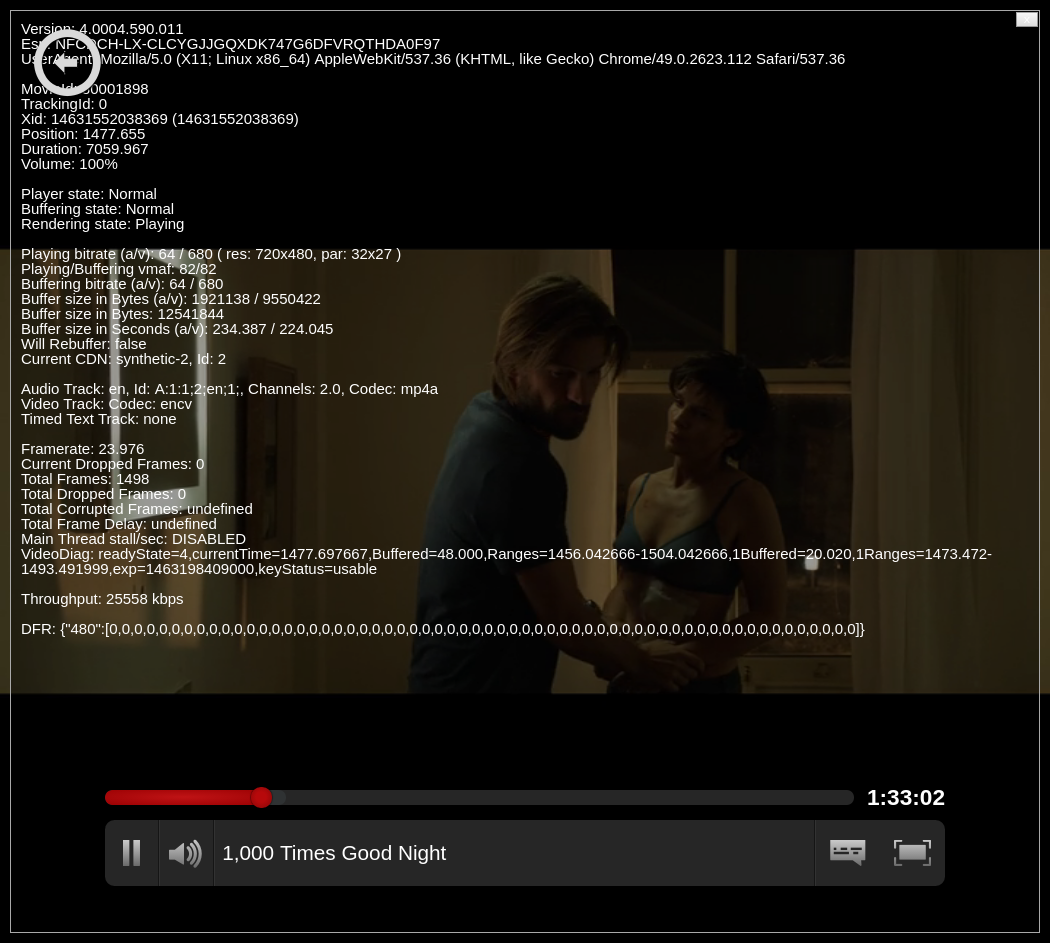 Version: 4.0004.590.011
Esn: NFCDCH-LX-CLCYGJJGQXDK747G6DFVRQTHDA0F97
UserAgent: Mozilla/5.0 (X11; Linux x86_64) AppleWebKit/537.36 (KHTML, like Gecko) Chrome/49.0.2623.112 Safari/537.36
MovieId: 80001898
TrackingId: 0
Xid: 14631552038369 (14631552038369)
Position: 1477.655
Duration: 7059.967
Volume: 100%
Player state: Normal
Buffering state: Normal
Rendering state: Playing
Playing bitrate (a/v): 64 / 680 ( res: 720x480, par: 32x27 )
Playing/Buffering vmaf: 82/82
Buffering bitrate (a/v): 64 / 680
Buffer size in Bytes (a/v): 1921138 / 9550422
Buffer size in Bytes: 12541844
Buffer size in Seconds (a/v): 234.387 / 224.045
Will Rebuffer: false
Current CDN: synthetic-2, Id: 2
Audio Track: en, Id: A:1:1;2;en;1;, Channels: 2.0, Codec: mp4a
Video Track: Codec: encv
Timed Text Track: none
Framerate: 23.976
Current Dropped Frames: 0
Total Frames: 1498
Total Dropped Frames: 0
Total Corrupted Frames: undefined
Total Frame Delay: undefined
Main Thread stall/sec: DISABLED
VideoDiag: readyState=4,currentTime=1477.697667,Buffered=48.000,Ranges=1456.042666-1504.042666,1Buffered=20.020,1Ranges=1473.472-
1493.491999,exp=1463198409000,keyStatus=usable
Throughput: 25558 kbps
DFR: {"480":[0,0,0,0,0,0,0,0,0,0,0,0,0,0,0,0,0,0,0,0,0,0,0,0,0,0,0,0,0,0,0,0,0,0,0,0,0,0,0,0,0,0,0,0,0,0,0,0,0,0,0,0,0,0,0,0,0,0,0,0]}
1:33:02
1,000 Times Good Night